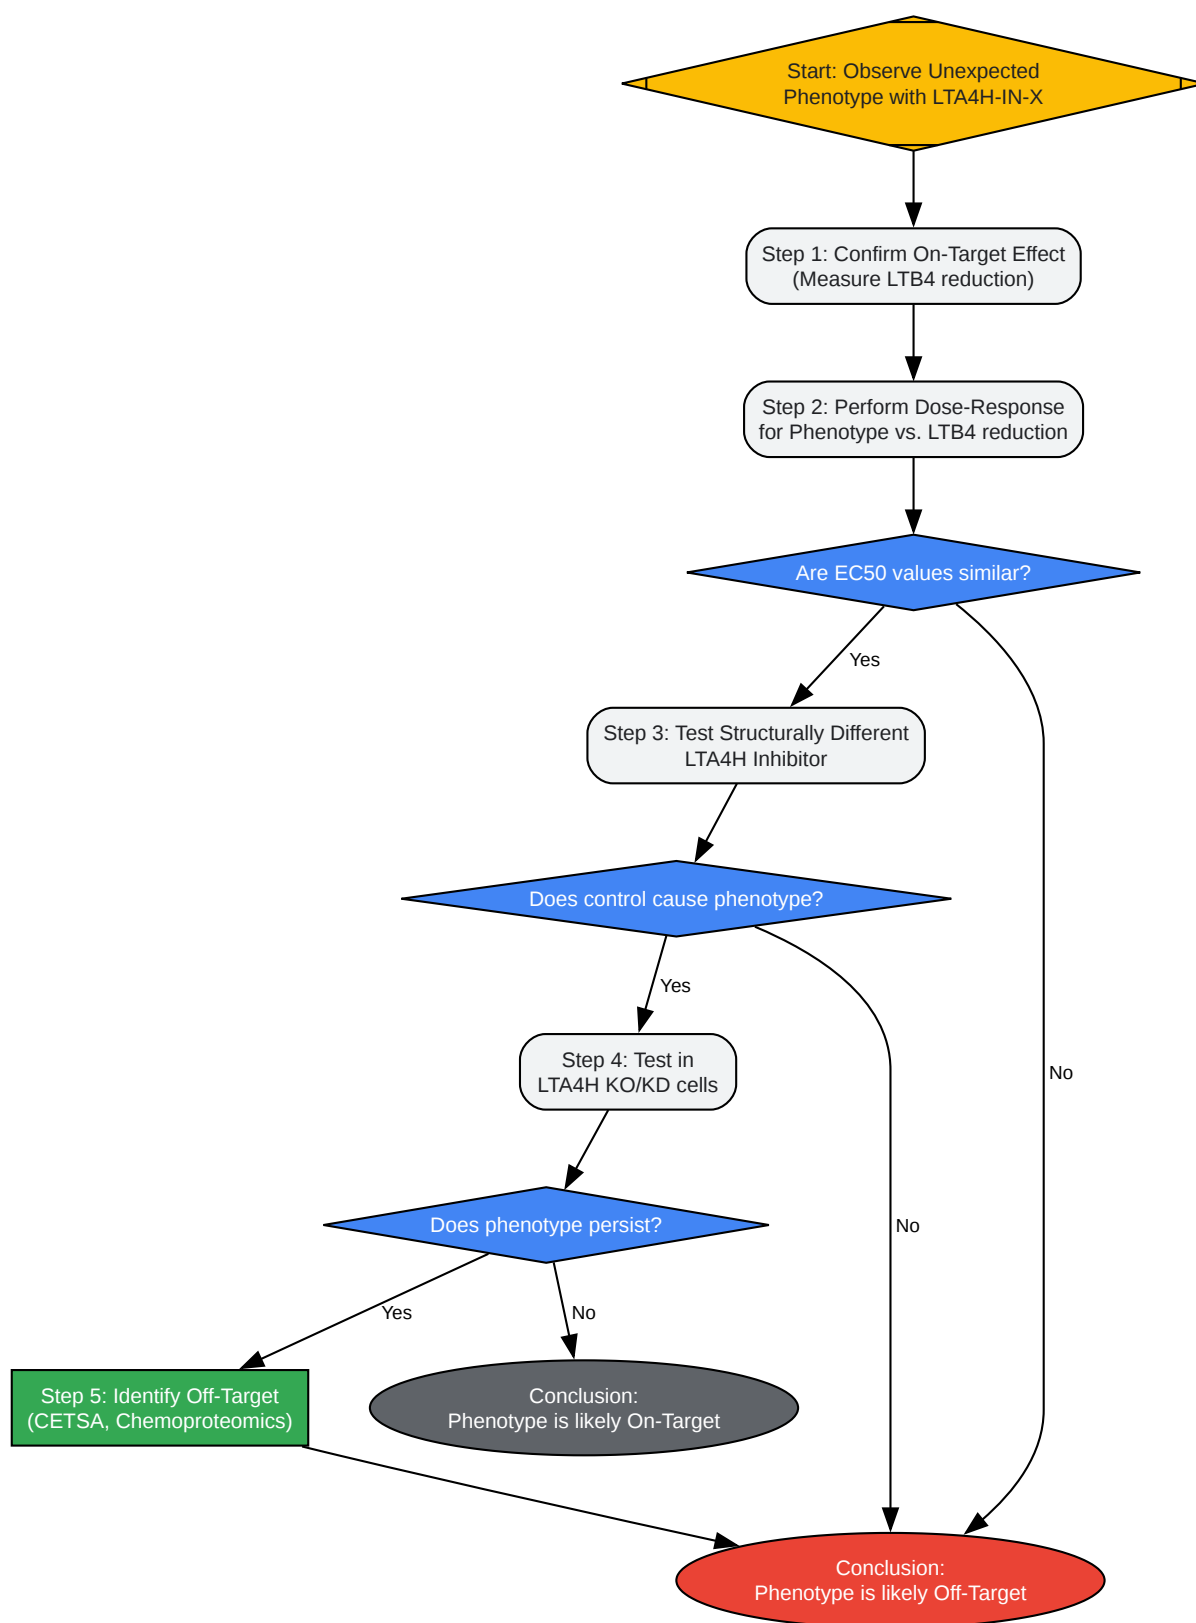 Start: Observe Unexpected
Phenotype with LTA4H-IN-X
Step 1: Confirm On-Target Effect
(Measure LTB4 reduction)
Step 2: Perform Dose-Response
for Phenotype vs. LTB4 reduction
Are EC50 values similar?
Yes
Step 3: Test Structurally Different
LTA4H Inhibitor
Does control cause phenotype?
Yes
Step 4: Test in
LTA4H KO/KD cells
No
Does phenotype persist?
No
Yes
No
Step 5: Identify Off-Target
(CETSA, Chemoproteomics)
Conclusion:
Phenotype is likely On-Target
Conclusion:
Phenotype is likely Off-Target